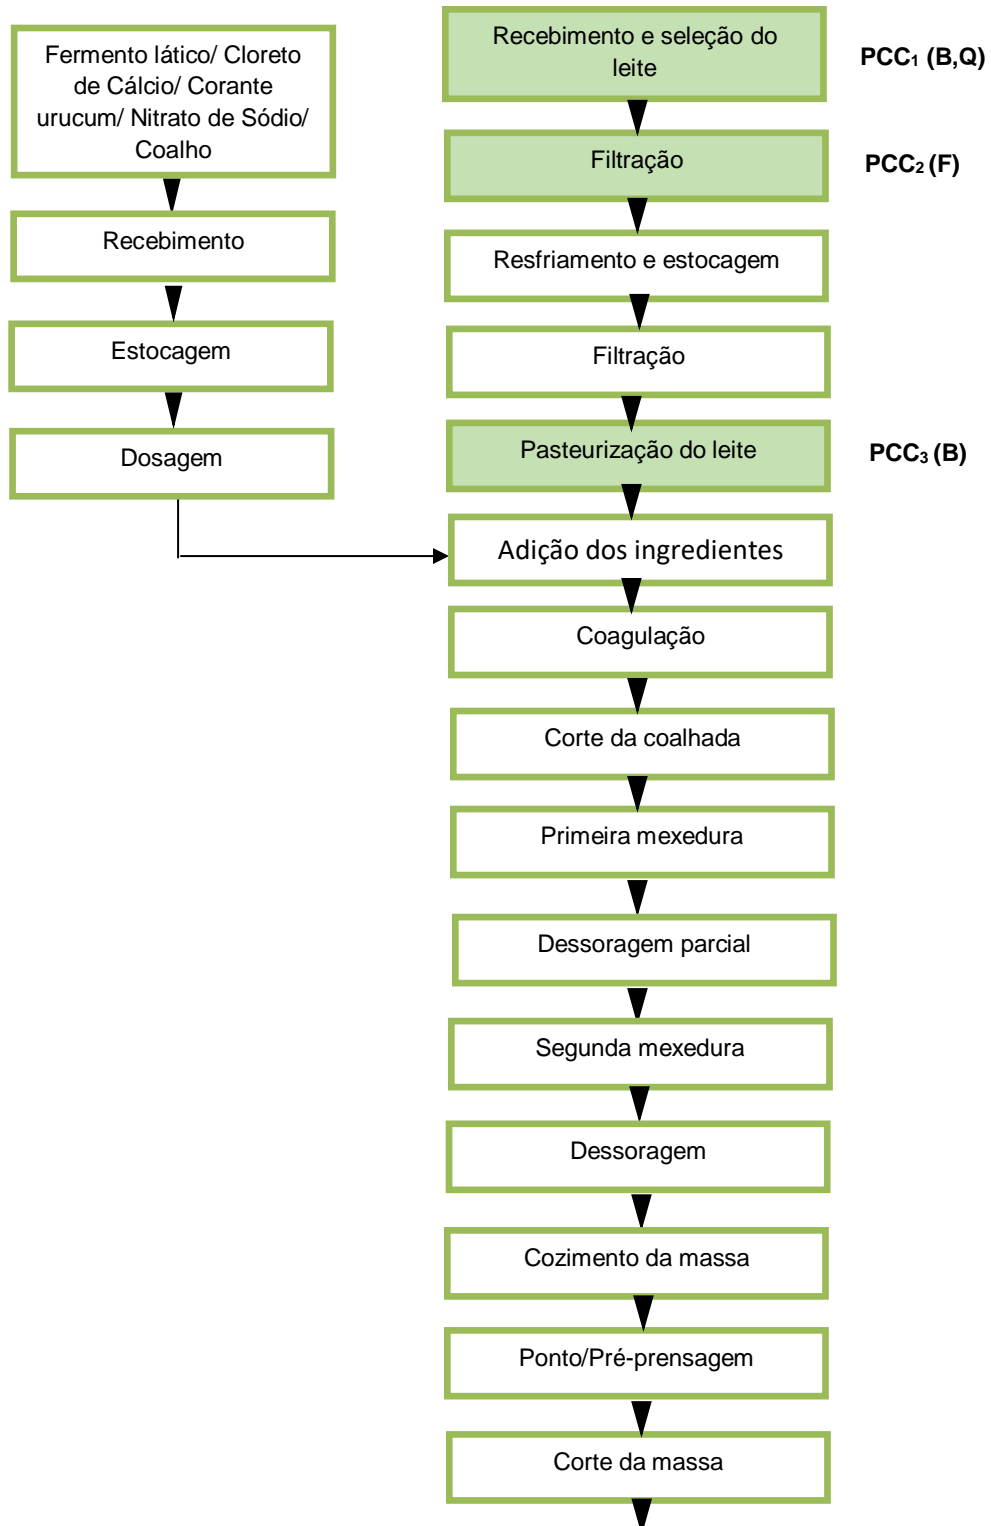 Fermento lático/ Cloreto
de Cálcio/ Corante
urucum/ Nitrato de Sódio/
Coalho
Recebimento
Estocagem
Dosagem
Recebimento e seleção do
leite
PCC₁ (B,Q)
Filtração
PCC₂ (F)
Resfriamento e estocagem
Filtração
Pasteurização do leite
PCC₃ (B)
Adição dos ingredientes
Coagulação
Corte da coalhada
Primeira mexedura
Dessoragem parcial
Segunda mexedura
Dessoragem
Cozimento da massa
Ponto/Pré-prensagem
Corte da massa